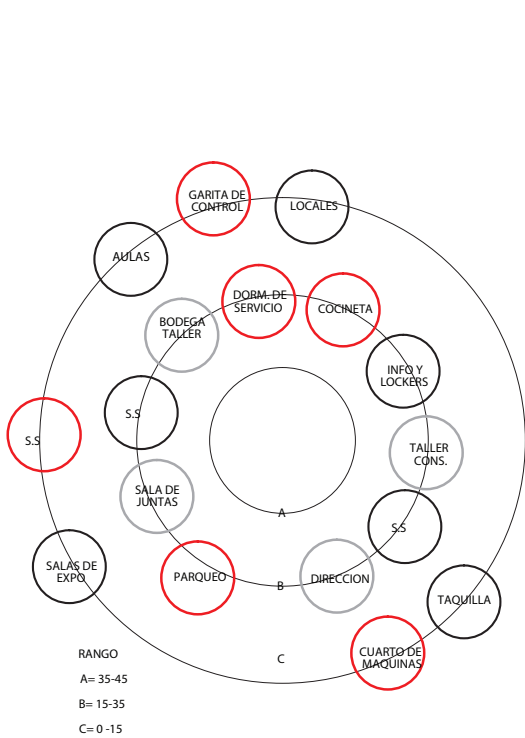 GARITA DE
CONTROL
LOCALES
AULAS
DORM. DE
SERVICIO
COCINETA
BODEGA
TALLER
INFO Y
LOCKERS
S.S
S.S
TALLER
CONS.
SALA DE
JUNTAS
A
S.S
SALAS DE
EXPO
PARQUEO
B
DIRECCION
TAQUILLA
C
CUARTO DE
MAQUINAS
RANGO
A= 35-45
B= 15-35
C= 0 -15